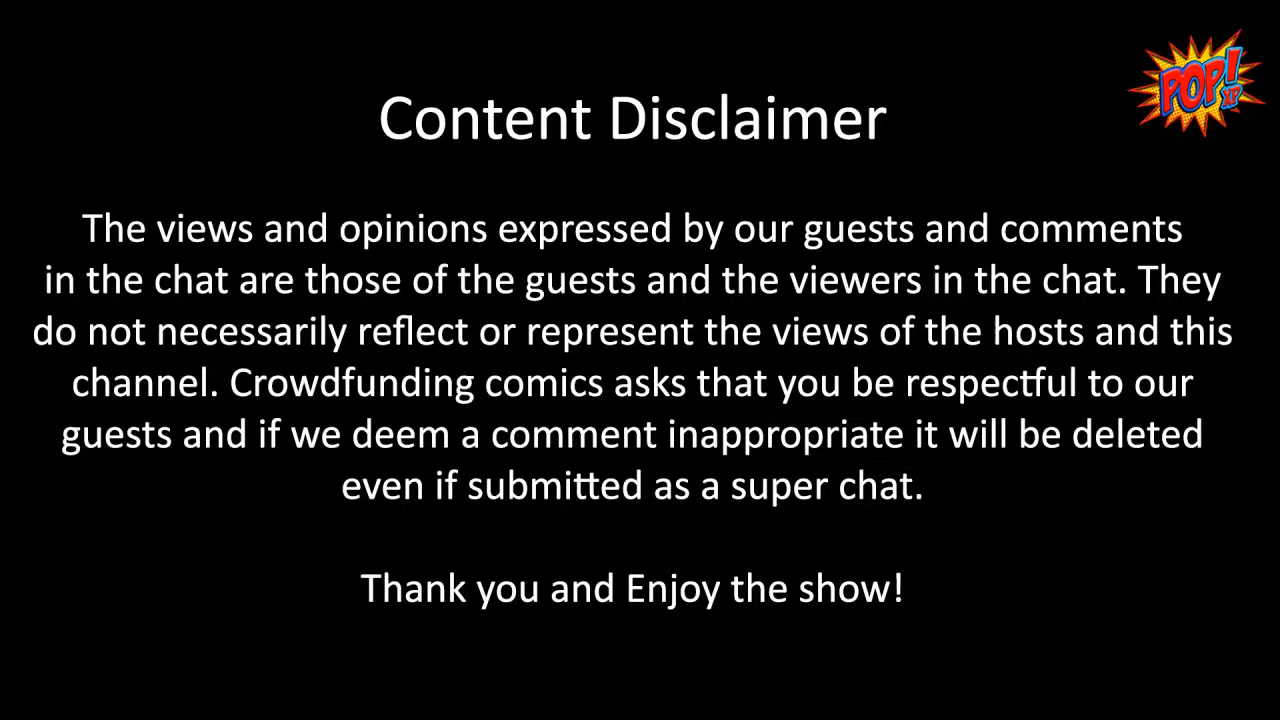 POP!
XP
Content Disclaimer
The views and opinions expressed by our guests and comments
in the chat are those of the guests and the viewers in the chat. They
do not necessarily reflect or represent the views of the hosts and this
channel. Crowdfunding comics asks that you be respectful to our
guests and if we deem a comment inappropriate it will be deleted
even if submitted as a super chat.
Thank you and Enjoy the show!